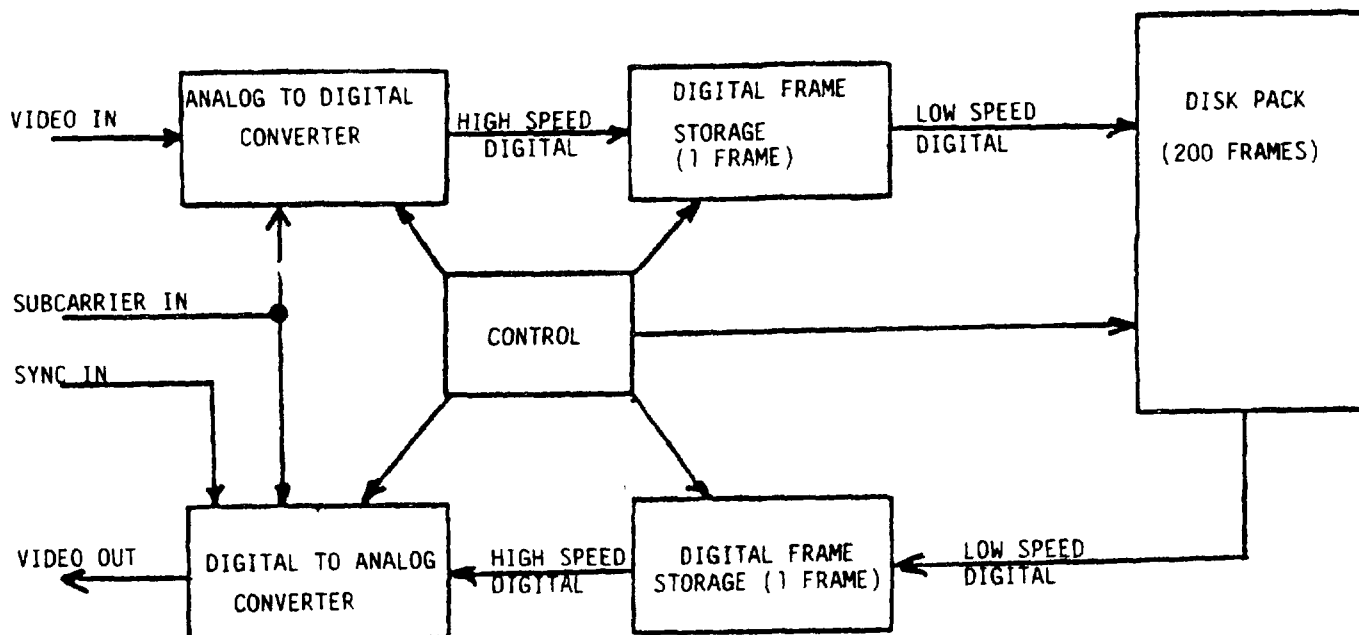 VIDEO IN
ANALOG TO DIGITAL
CONVERTER
HIGH SPEED
DIGITAL
DIGITAL FRAME
STORAGE
(1 FRAME)
LOW SPEED
DIGITAL
DISK PACK
(200 FRAMES)
SUBCARRIER IN
SYNC IN
CONTROL
VIDEO OUT
DIGITAL TO ANALOG
CONVERTER
HIGH SPEED
DIGITAL
DIGITAL FRAME
STORAGE (1 FRAME)
LOW SPEED
DIGITAL